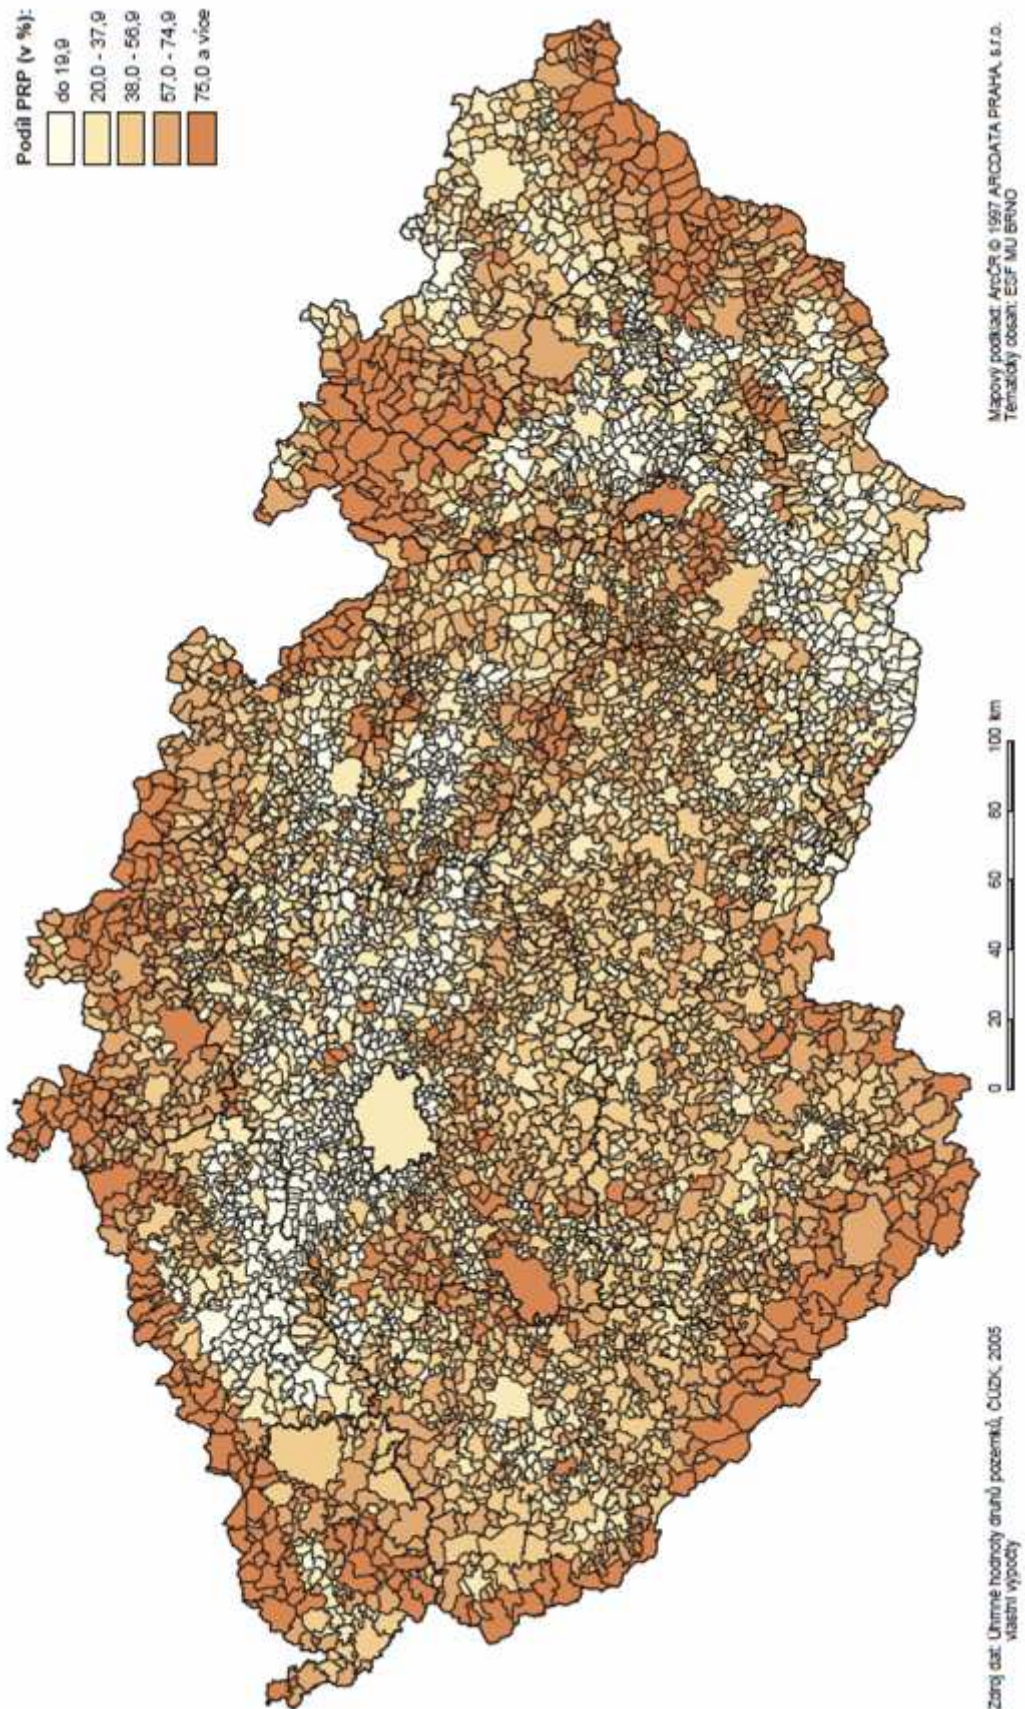 Podíl PRP (v %):
do 19,9
20,0 - 37,9
38,0 - 56,9
57,0 - 74,9
75,0 a více
0 20 40 60 80 100 km
Zdroj dat: Úhrnné hodnoty druhů pozemků, ČÚZK, 2005
vlastní výpočty
Mapový podklad: ArcČR © 1997 ARCDATA PRAHA, s.r.o.
Tematický obsah: ESF MU BRNO